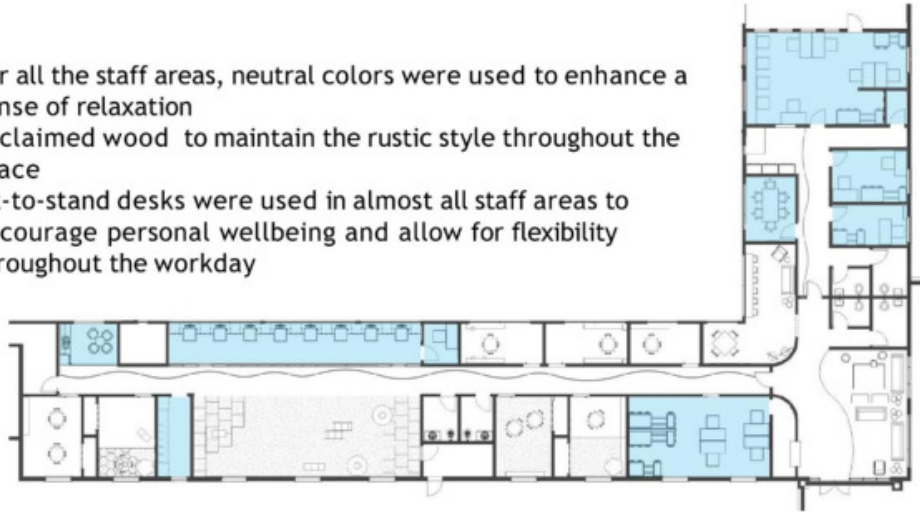 r all the staff areas, neutral colors were used to enhance a
nse of relaxation
claimed wood to maintain the rustic style throughout the
ace
-to-stand desks were used in almost all staff areas to
courage personal wellbeing and allow for flexibility
roughout the workday